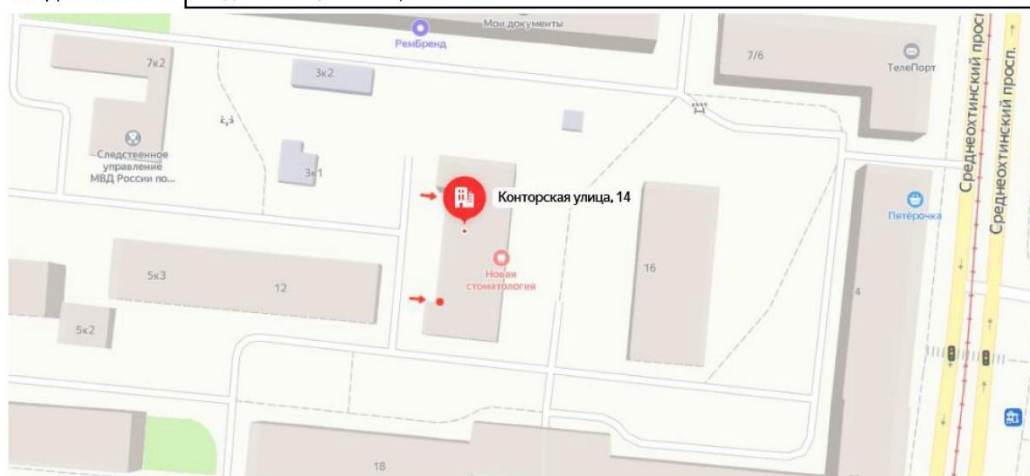 Мои документы
РемБренд
7/6
ТелеПорт
7к2
3к2
Следственное
управление
МВД России по...
3к1
Конторская улица, 14
Пятёрочка
Среднеохтинский просп.
Среднеохтинский просп.
Новая
стоматология
16
5к3
12
4
5к2
18